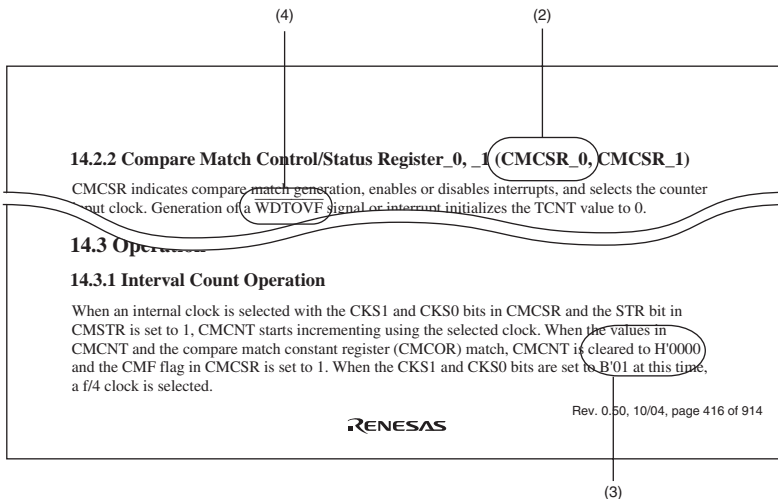 (4)
(2)
14.2.2 Compare Match Control/Status Register_0, _1 (CMCSR_0, CMCSR_1)
CMCSR indicates compare match generation, enables or disables interrupts, and selects the counter
input clock. Generation of a WDTOVF signal or interrupt initializes the TCNT value to 0.
14.3 Operation
14.3.1 Interval Count Operation
When an internal clock is selected with the CKS1 and CKS0 bits in CMCSR and the STR bit in
CMSTR is set to 1, CMCNT starts incrementing using the selected clock. When the values in
CMCNT and the compare match constant register (CMCOR) match, CMCNT is cleared to H'0000
and the CMF flag in CMCSR is set to 1. When the CKS1 and CKS0 bits are set to B'01 at this time,
a f/4 clock is selected.
Rev. 0.50, 10/04, page 416 of 914
RENESAS
(3)